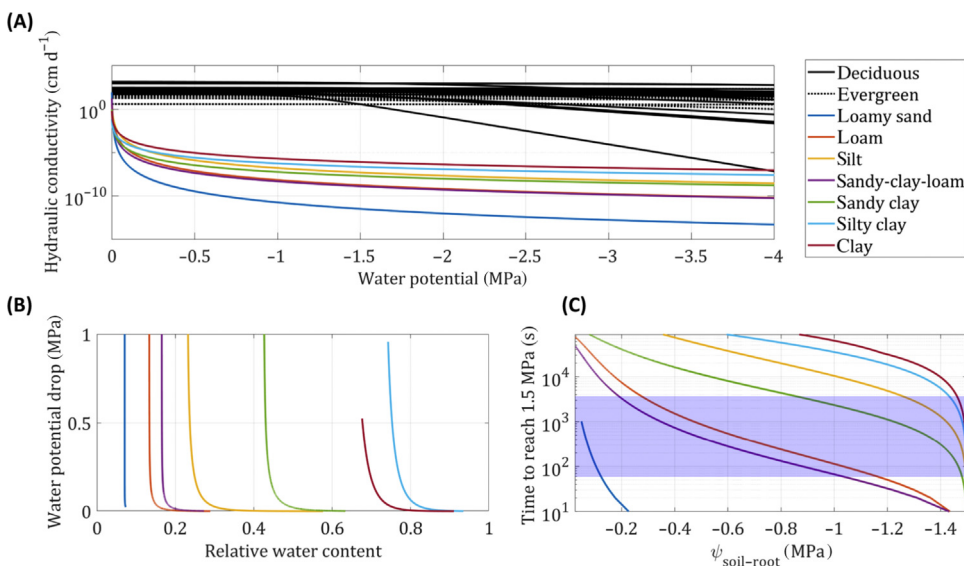 (A)
Hydraulic conductivity (cm d⁻¹)
10⁰
10⁻¹⁰
0 −0.5 −1 −1.5 −2 −2.5 −3 −3.5 −4
Water potential (MPa)
Deciduous
Evergreen
Loamy sand
Loam
Silt
Sandy-clay-loam
Sandy clay
Silty clay
Clay
(B)
Water potential drop (MPa)
1
0.5
0
0 0.2 0.4 0.6 0.8 1
Relative water content
(C)
Time to reach 1.5 MPa (s)
10⁴
10³
10²
10¹
−0.2 −0.4 −0.6 −0.8 −1 −1.2 −1.4
ψsoil–root (MPa)